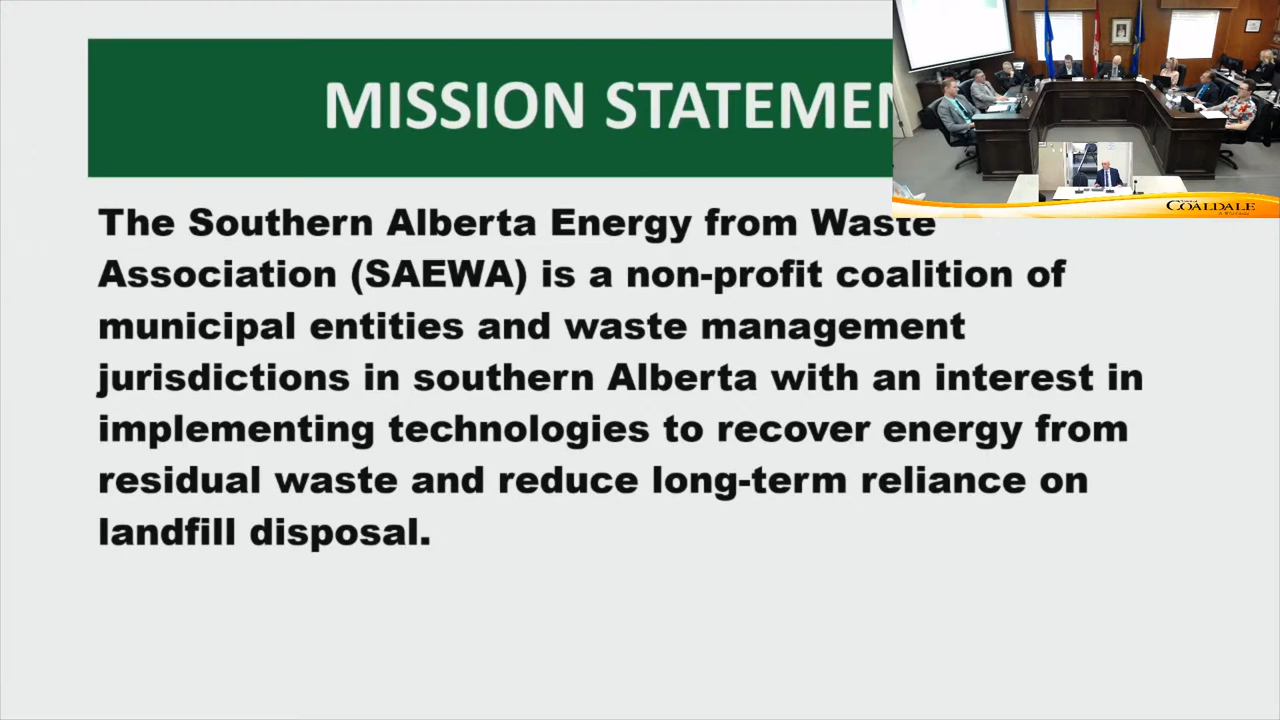 MISSION STATEMEN
The Southern Alberta Energy from Waste
Association (SAEWA) is a non-profit coalition of
municipal entities and waste management
jurisdictions in southern Alberta with an interest in
implementing technologies to recover energy from
residual waste and reduce long-term reliance on
landfill disposal.
COALDALE